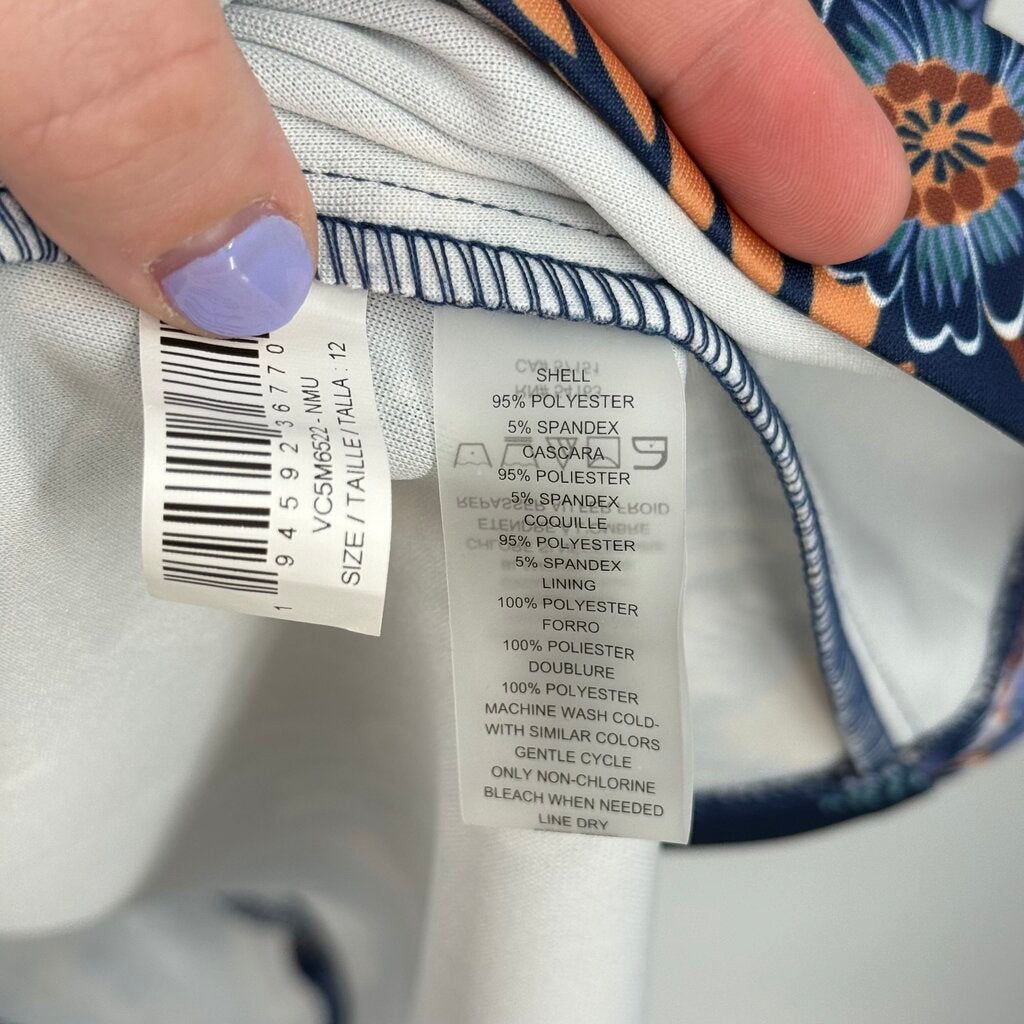 1 94592 36770
VC5M6522 - NMU
SIZE / TAILLE / TALLA : 12
SHELL
95% POLYESTER
5% SPANDEX
CASCARA
95% POLIESTER
5% SPANDEX
COQUILLE
95% POLYESTER
5% SPANDEX
LINING
100% POLYESTER
FORRO
100% POLIESTER
DOUBLURE
100% POLYESTER
MACHINE WASH COLD-
WITH SIMILAR COLORS
GENTLE CYCLE
ONLY NON-CHLORINE
BLEACH WHEN NEEDED
LINE DRY